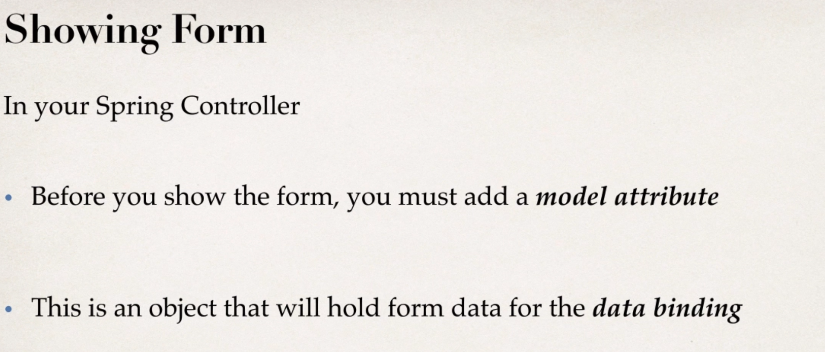 Showing Form
In your Spring Controller
• Before you show the form, you must add a model attribute
• This is an object that will hold form data for the data binding